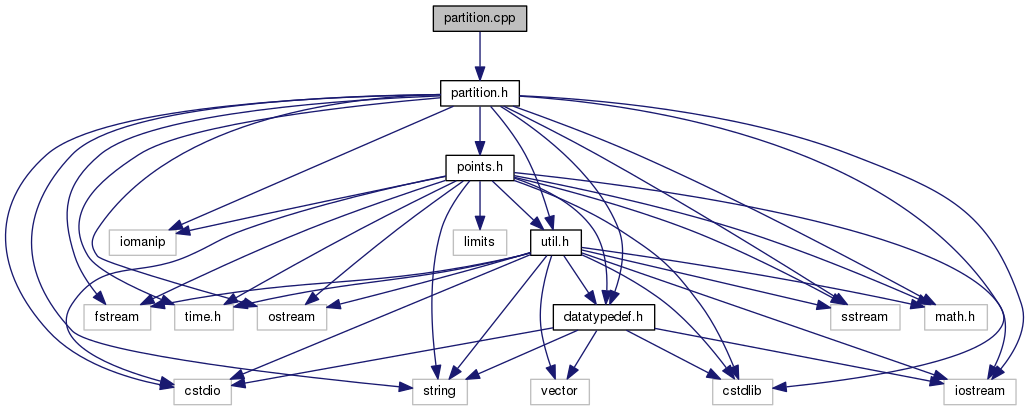 partition.cpp
partition.h
points.h
iomanip
limits
util.h
fstream
time.h
ostream
datatypedef.h
sstream
math.h
cstdio
string
vector
cstdlib
iostream